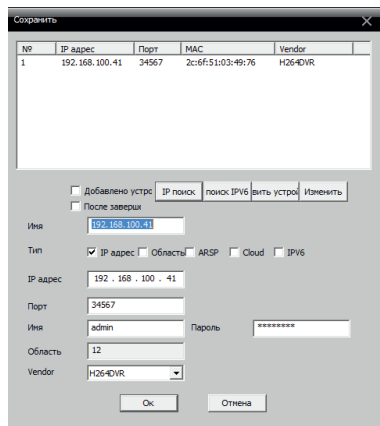 Сохранить
№ IP адрес Порт MAC Vendor
1 192.168.100.41 34567 2c:6f:51:03:49:76 H264DVR
Добавлено устрс IP поиск поиск IPV6 вить устрой Изменить
После заверши
Имя 192.168.100.41
Тип IP адрес Область ARSP Cloud IPV6
IP адрес 192 . 168 . 100 . 41
Порт 34567
Имя admin Пароль ********
Область 12
Vendor H264DVR
Ок Отмена